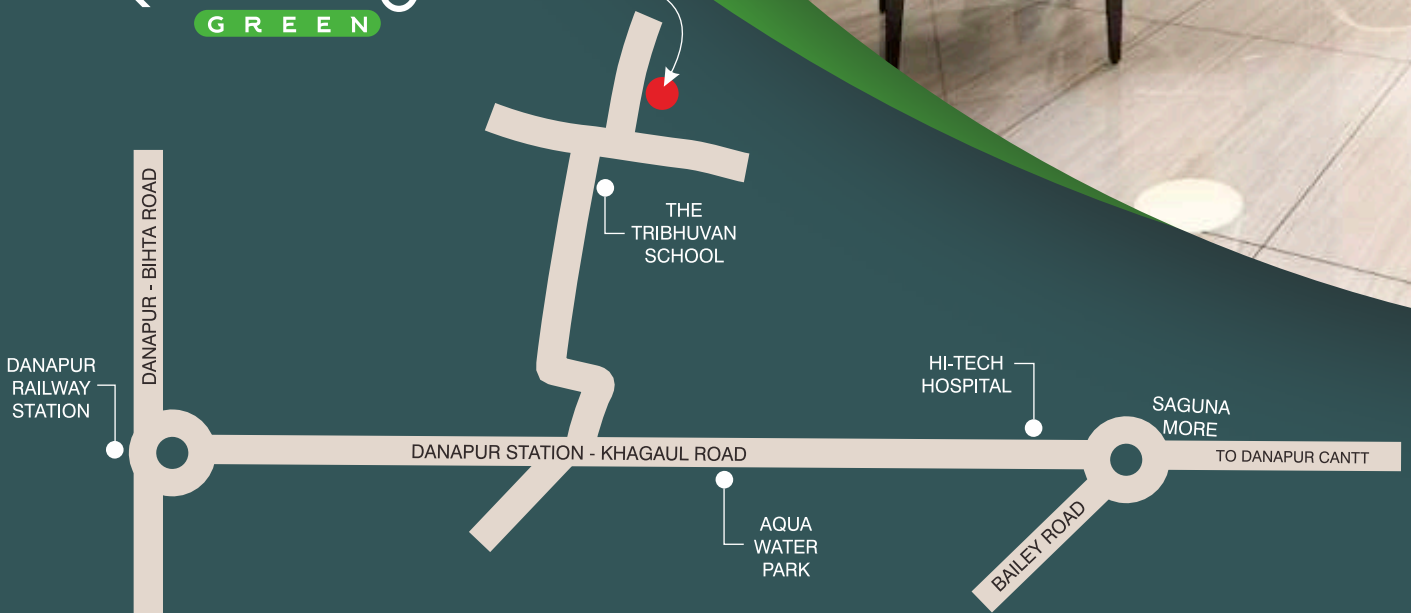 GREEN
THE
TRIBHUVAN
SCHOOL
DANAPUR - BIHTA ROAD
DANAPUR
RAILWAY
STATION
HI-TECH
HOSPITAL
SAGUNA
MORE
DANAPUR STATION - KHAGAUL ROAD
TO DANAPUR CANTT
AQUA
WATER
PARK
BAILEY ROAD